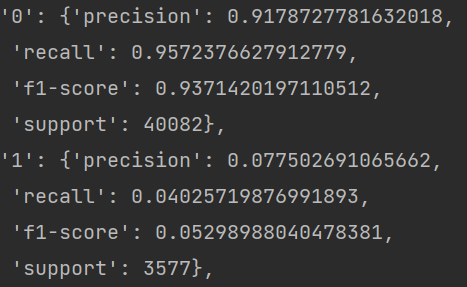 '0': {'precision': 0.9178727781632018,
'recall': 0.9572376627912779,
'f1-score': 0.9371420197110512,
'support': 40082},
'1': {'precision': 0.077502691065662,
'recall': 0.04025719876991893,
'f1-score': 0.05298988040478381,
'support': 3577},